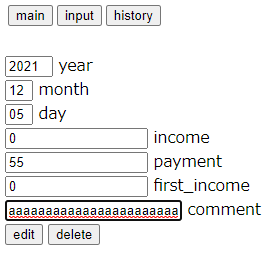 main input history
2021 year
12 month
05 day
0 income
55 payment
0 first_income
aaaaaaaaaaaaaaaaaaaaaaa comment
edit delete